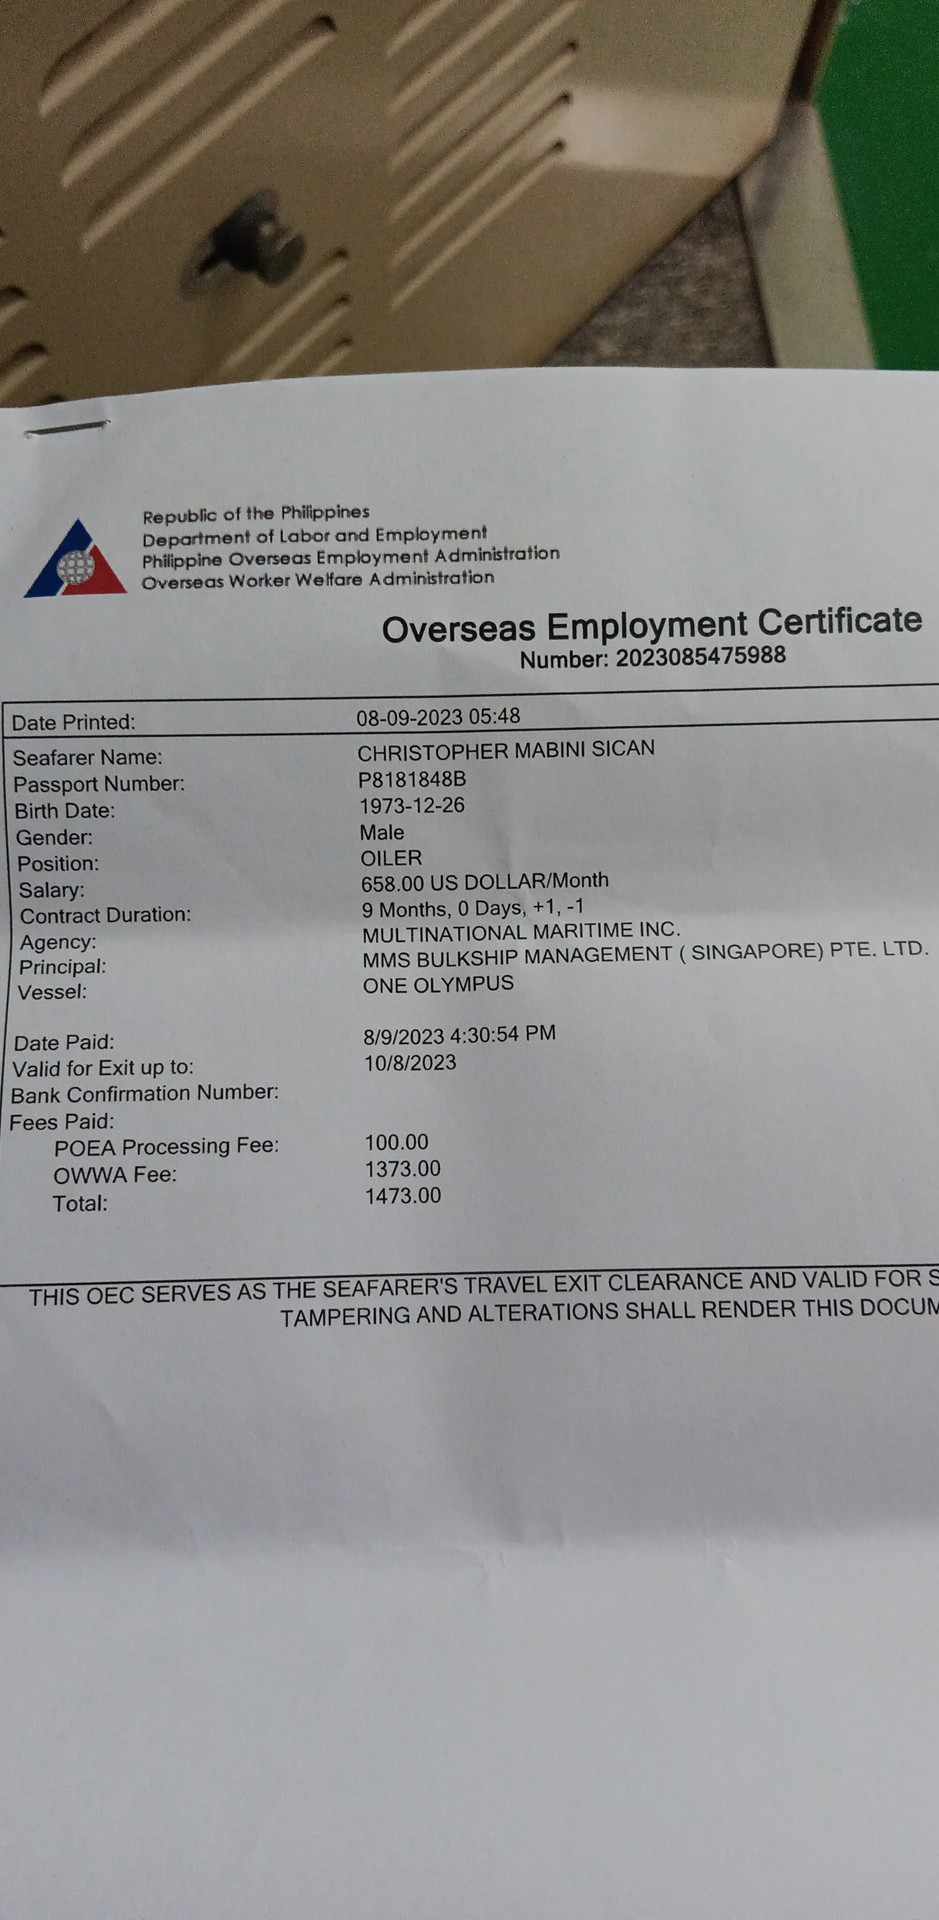 Republic of the Philippines
Department of Labor and Employment
Philippine Overseas Employment Administration
Overseas Worker Welfare Administration
Overseas Employment Certificate
Number: 2023085475988
Date Printed: 08-09-2023 05:48
Seafarer Name: CHRISTOPHER MABINI SICAN
Passport Number: P8181848B
Birth Date: 1973-12-26
Gender: Male
Position: OILER
Salary: 658.00 US DOLLAR/Month
Contract Duration: 9 Months, 0 Days, +1, -1
Agency: MULTINATIONAL MARITIME INC.
Principal: MMS BULKSHIP MANAGEMENT ( SINGAPORE) PTE. LTD.
Vessel: ONE OLYMPUS
Date Paid: 8/9/2023 4:30:54 PM
Valid for Exit up to: 10/8/2023
Bank Confirmation Number:
Fees Paid:
POEA Processing Fee: 100.00
OWWA Fee: 1373.00
Total: 1473.00
THIS OEC SERVES AS THE SEAFARER'S TRAVEL EXIT CLEARANCE AND VALID FOR S
TAMPERING AND ALTERATIONS SHALL RENDER THIS DOCUM